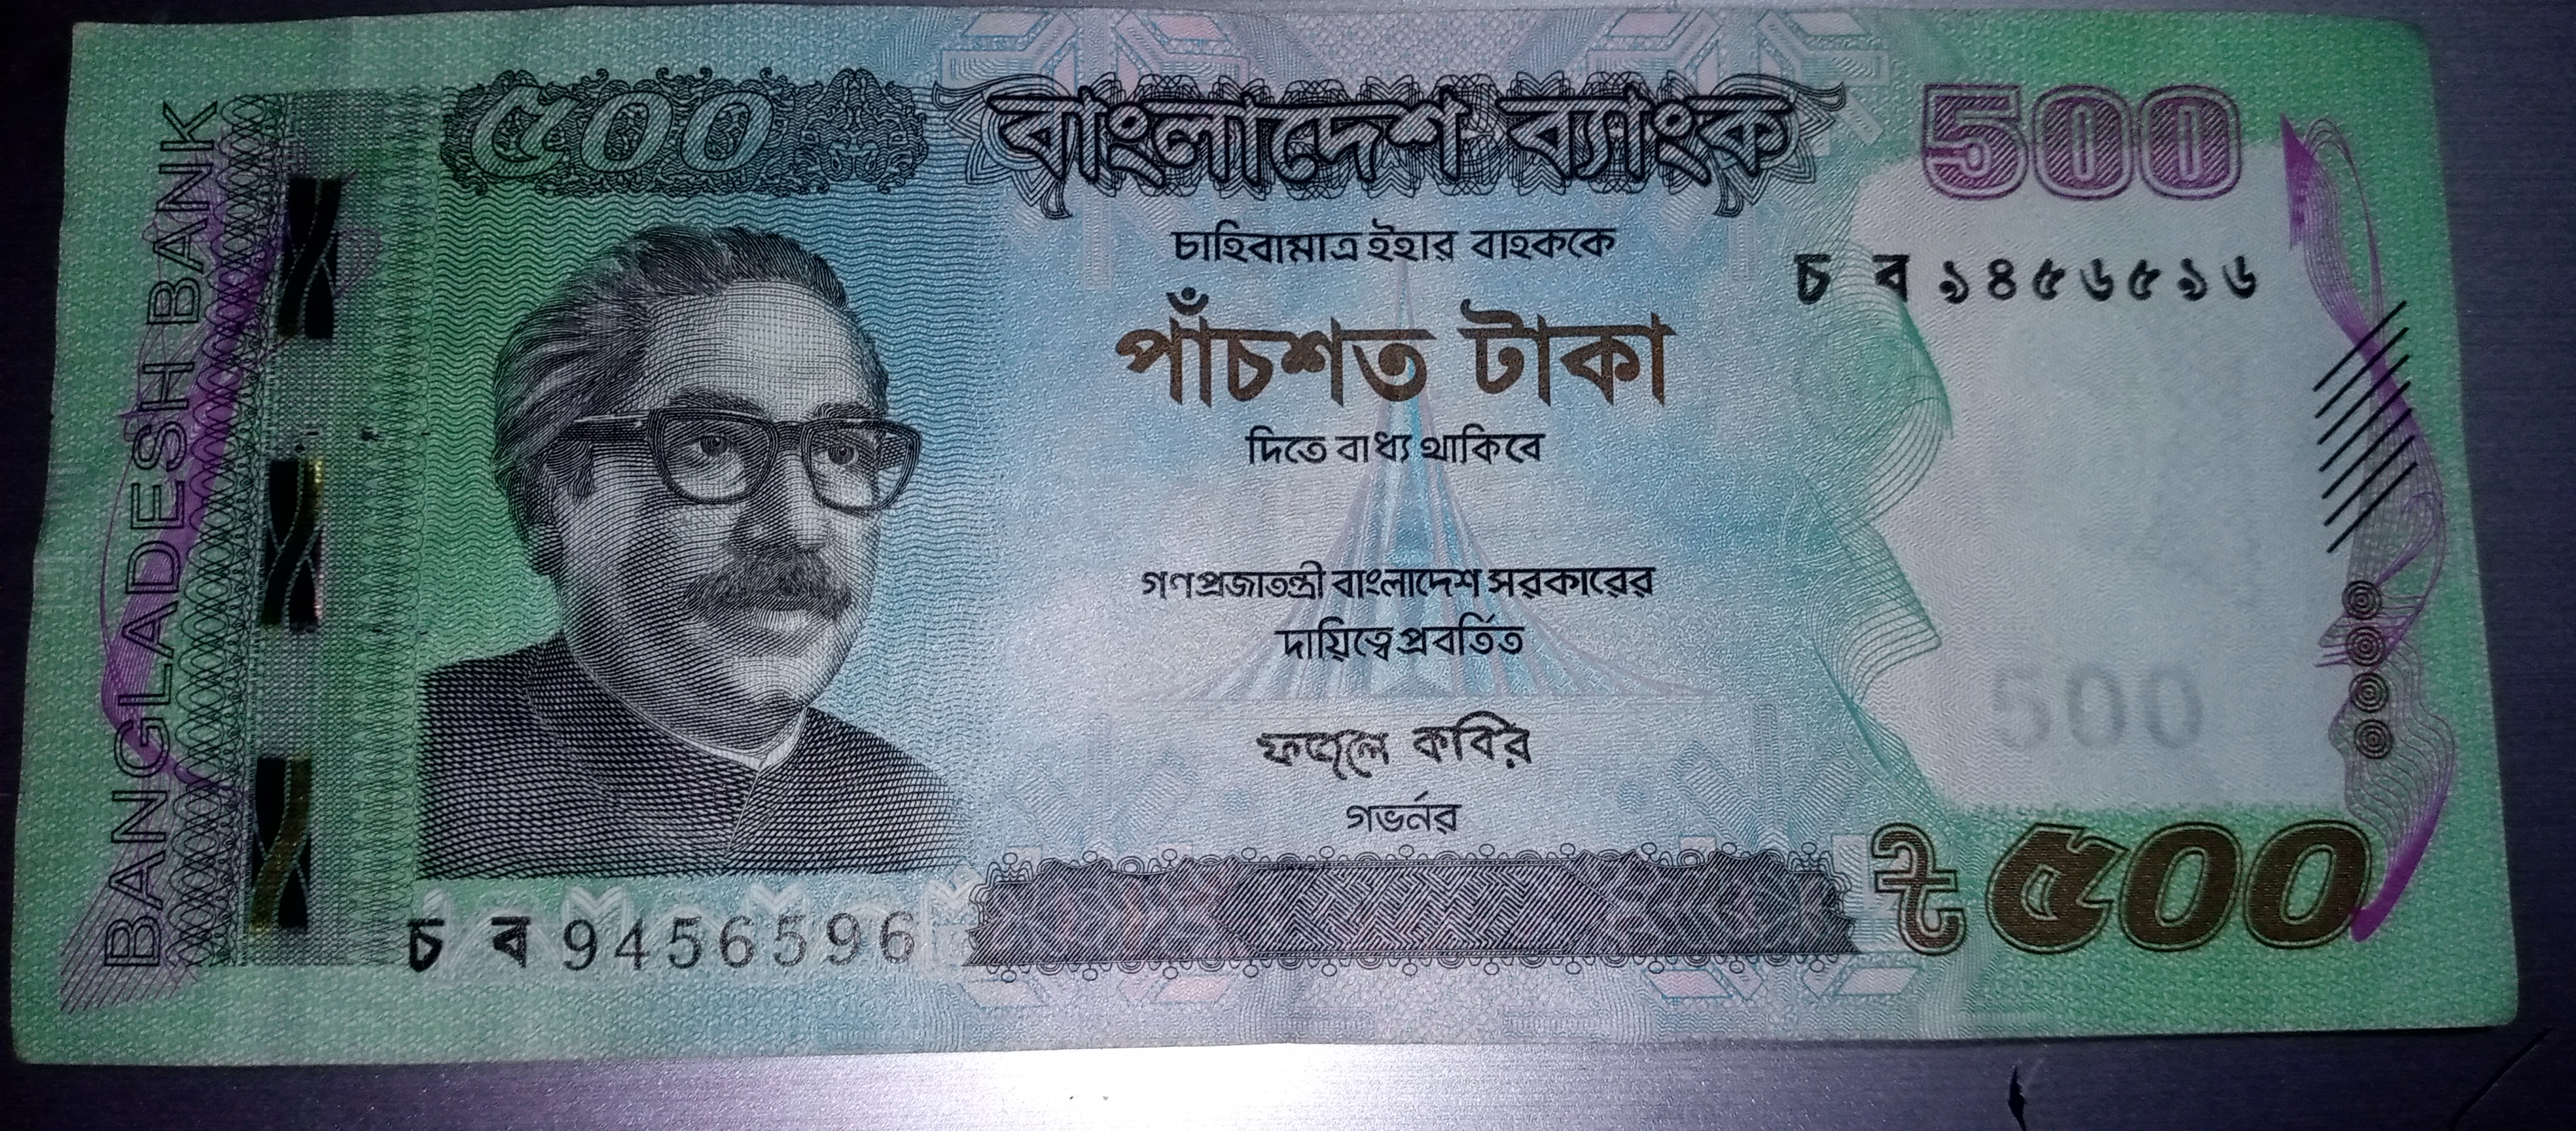 BANGLADESH BANK
৫০০
বাংলাদেশ ব্যাংক
500
চাহিবামাত্র ইহার বাহককে
চ ব ৯৪৫৬৫৯৬
পাঁচশত টাকা
দিতে বাধ্য থাকিবে
গণপ্রজাতন্ত্রী বাংলাদেশ সরকারের
দায়িত্বে প্রবর্তিত
500
ফজলে কবির
গভর্নর
৳ ৫০০
চ ব 9456596